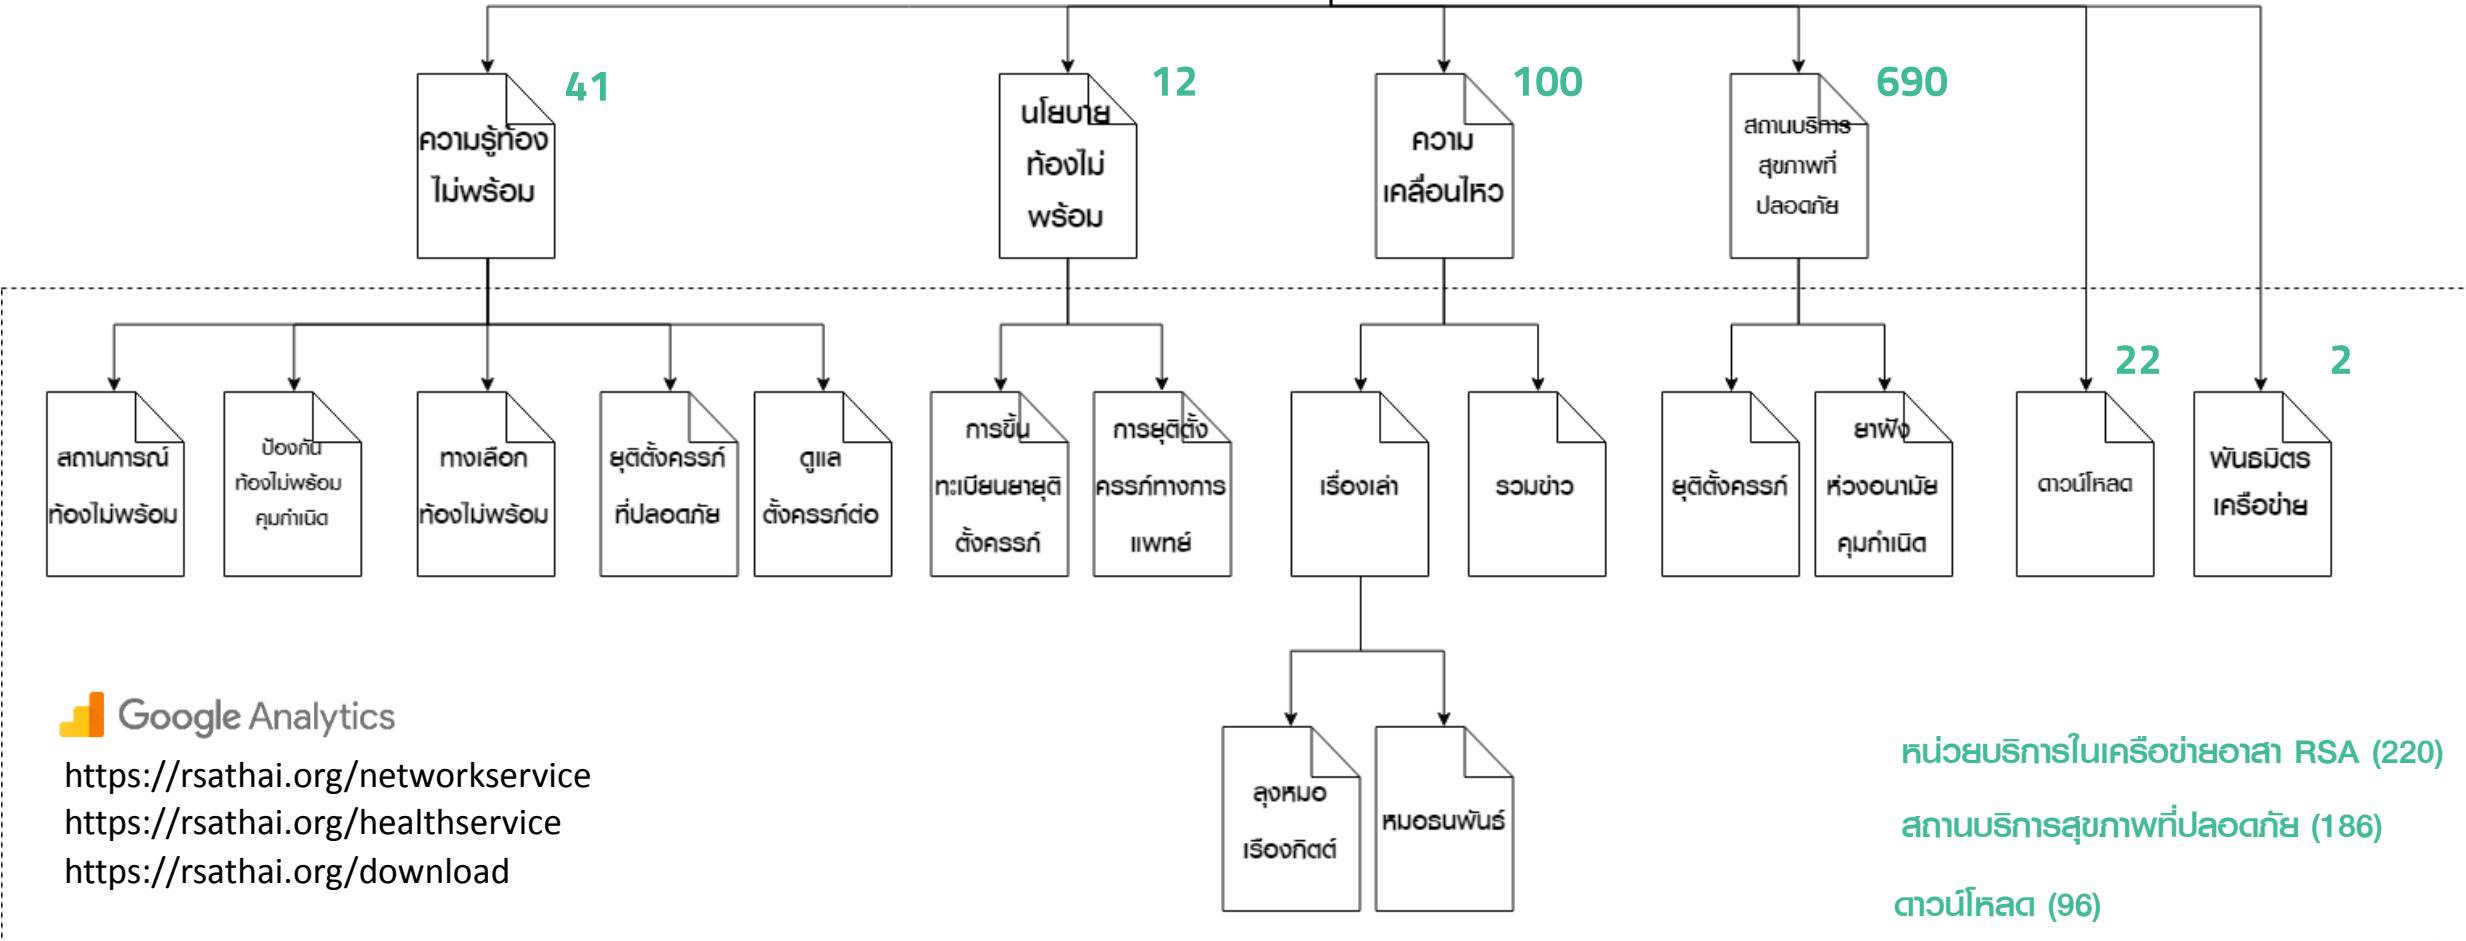 41
ความรู้ท้อง
ไม่พร้อม
12
นโยบาย
ท้องไม่
พร้อม
100
ความ
เคลื่อนไหว
690
สถานบริการ
สุขภาพที่
ปลอดภัย
สถานการณ์
ท้องไม่พร้อม
ป้องกัน
ท้องไม่พร้อม
คุมกำเนิด
ทางเลือก
ท้องไม่พร้อม
ยุติตั้งครรภ์
ที่ปลอดภัย
ดูแล
ตั้งครรภ์ต่อ
การขึ้น
ทะเบียนยายุติ
ตั้งครรภ์
การยุติตั้ง
ครรภ์ทางการ
แพทย์
เรื่องเล่า
รวมข่าว
ยุติตั้งครรภ์
ยาฝัง
ห่วงอนามัย
คุมกำเนิด
22
ดาวน์โหลด
2
พันธมิตร
เครือข่าย
ลุงหมอ
เรืองกิตต์
หมอธนพันธ์
Google Analytics
https://rsathai.org/networkservice
https://rsathai.org/healthservice
https://rsathai.org/download
หน่วยบริการในเครือข่ายอาสา RSA (220)
สถานบริการสุขภาพที่ปลอดภัย (186)
ดาวน์โหลด (96)